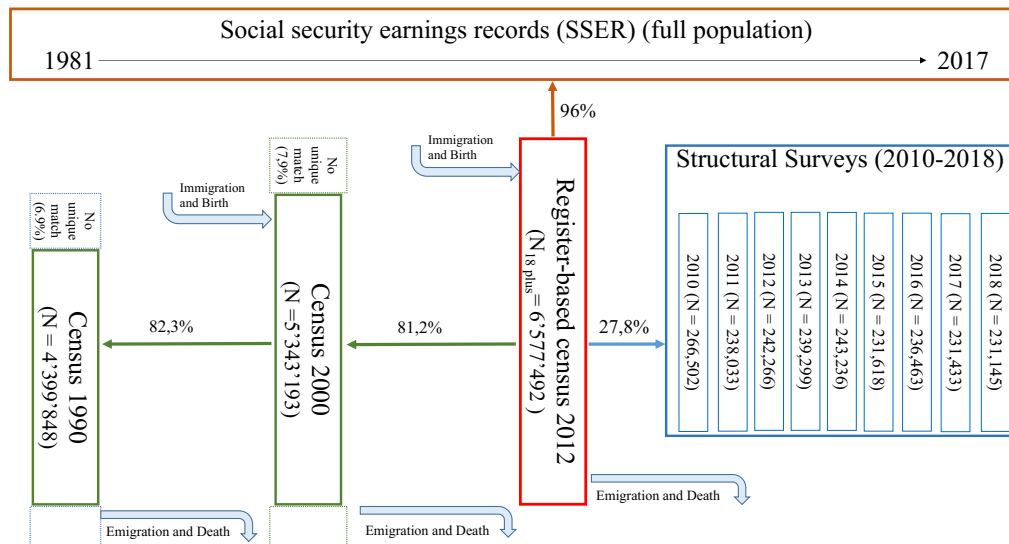 Social security earnings records (SSER) (full population)
1981
2017
96%
Immigration
and Birth
No
unique
match
(7,9%)
Register-based census 2012
(N18 plus = 6'577'492 )
Structural Surveys (2010-2018)
2010 (N = 266,502)
2011 (N = 238,033)
2012 (N = 242,266)
2013 (N = 239,299)
2014 (N = 243,236)
2015 (N = 231,618)
2016 (N = 236,463)
2017 (N = 231,433)
2018 (N = 231,145)
Immigration
and Birth
No
unique
match
(6.9%)
Census 2000
(N =5'343'193)
Census 1990
(N = 4'399'848)
82,3%
81,2%
27,8%
Emigration and Death
Emigration and Death
Emigration and Death